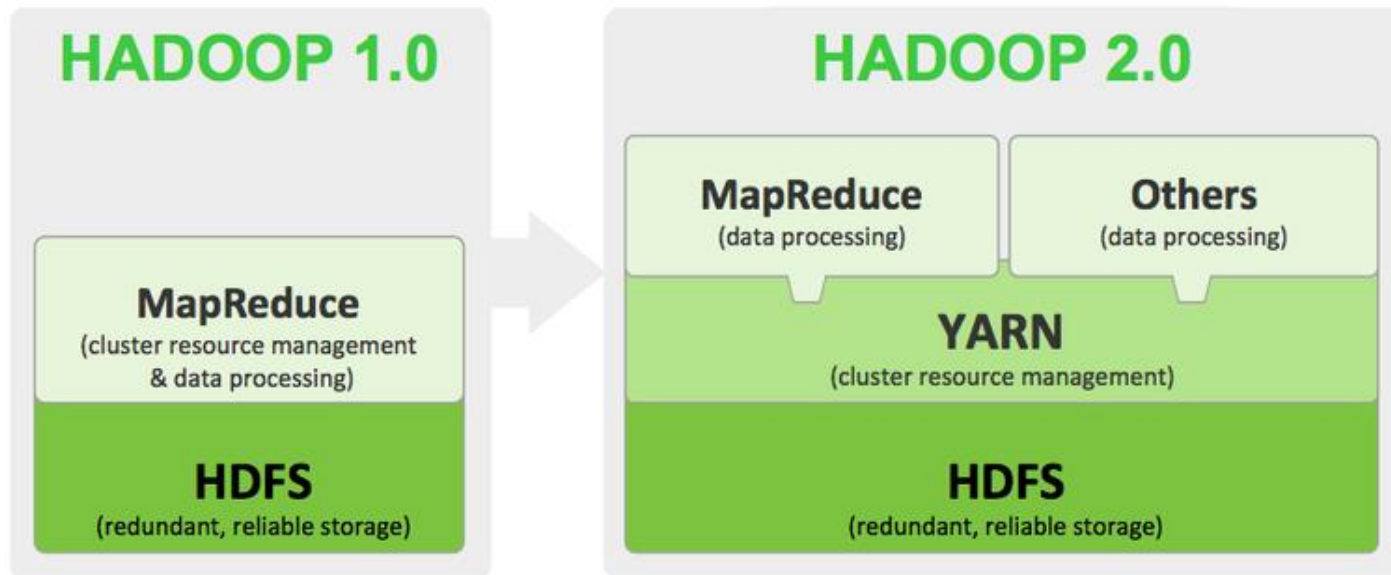 HADOOP 1.0
MapReduce
(cluster resource management
& data processing)
HDFS
(redundant, reliable storage)
HADOOP 2.0
MapReduce
(data processing)
Others
(data processing)
YARN
(cluster resource management)
HDFS
(redundant, reliable storage)